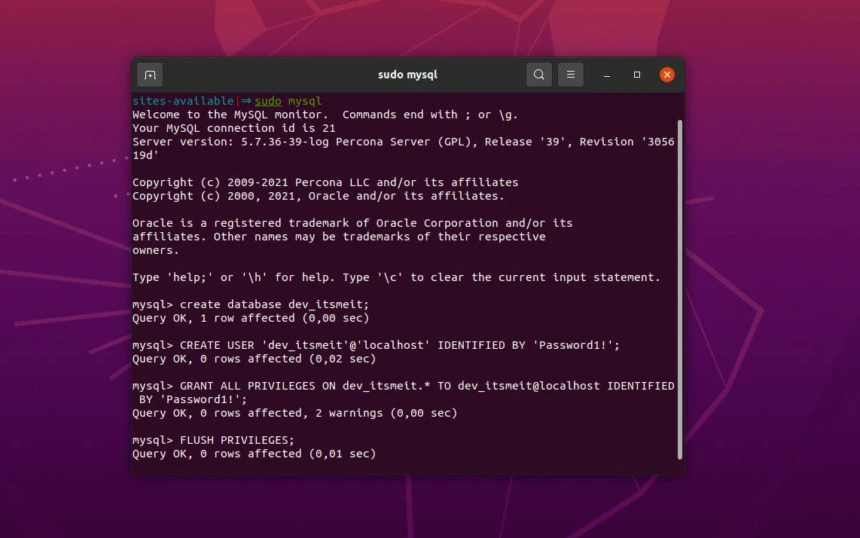 sudo mysql
sites-available|⇒ sudo mysql
Welcome to the MySQL monitor.  Commands end with ; or \g.
Your MySQL connection id is 21
Server version: 5.7.36-39-log Percona Server (GPL), Release '39', Revision '3056
19d'
Copyright (c) 2009-2021 Percona LLC and/or its affiliates
Copyright (c) 2000, 2021, Oracle and/or its affiliates.
Oracle is a registered trademark of Oracle Corporation and/or its
affiliates. Other names may be trademarks of their respective
owners.
Type 'help;' or '\h' for help. Type '\c' to clear the current input statement.
mysql> create database dev_itsmeit;
Query OK, 1 row affected (0,00 sec)
mysql> CREATE USER 'dev_itsmeit'@'localhost' IDENTIFIED BY 'Password1!';
Query OK, 0 rows affected (0,02 sec)
mysql> GRANT ALL PRIVILEGES ON dev_itsmeit.* TO dev_itsmeit@localhost IDENTIFIED
 BY 'Password1!';
Query OK, 0 rows affected, 2 warnings (0,00 sec)
mysql> FLUSH PRIVILEGES;
Query OK, 0 rows affected (0,01 sec)